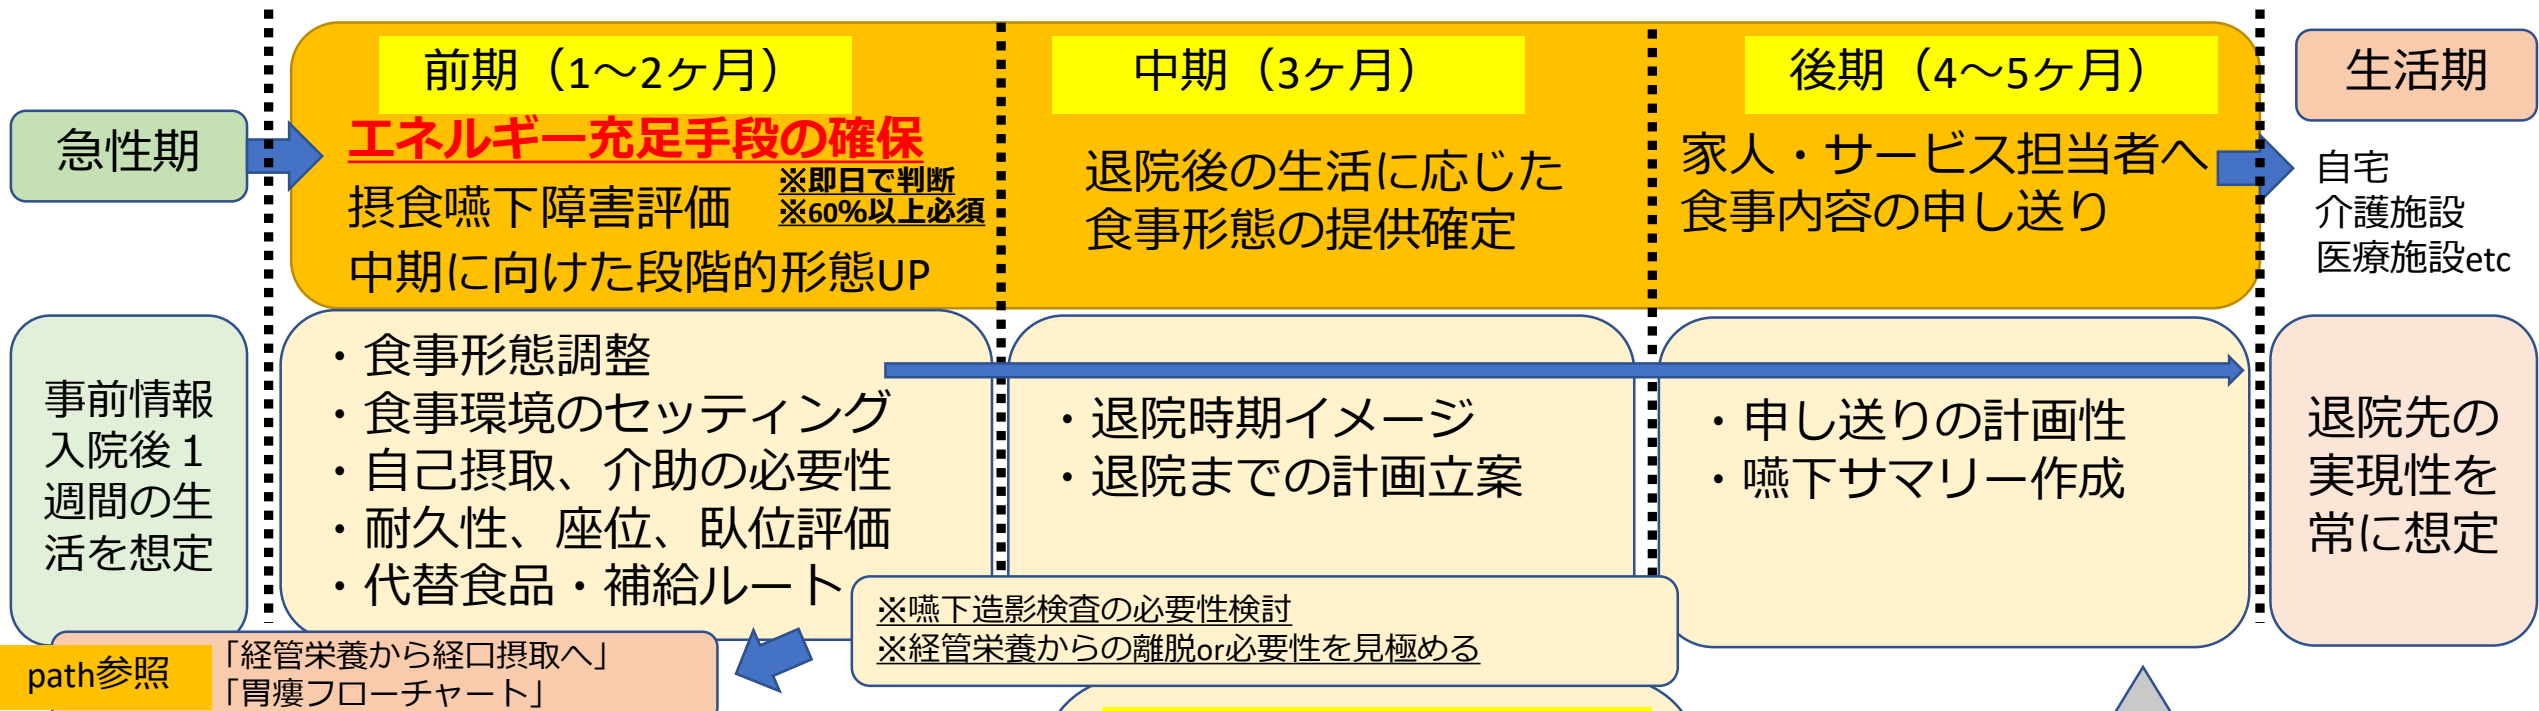 急性期
前期（1～2ヶ月）
エネルギー充足手段の確保
摂食嚥下障害評価
※即日で判断
※60%以上必須
中期に向けた段階的形態UP
中期（3ヶ月）
退院後の生活に応じた
食事形態の提供確定
後期（4～5ヶ月）
家人・サービス担当者へ
食事内容の申し送り
生活期
自宅
介護施設
医療施設etc
事前情報
入院後１
週間の生
活を想定
・食事形態調整
・食事環境のセッティング
・自己摂取、介助の必要性
・耐久性、座位、臥位評価
・代替食品・補給ルート
・退院時期イメージ
・退院までの計画立案
・申し送りの計画性
・嚥下サマリー作成
退院先の
実現性を
常に想定
※嚥下造影検査の必要性検討
※経管栄養からの離脱or必要性を見極める
path参照
「経管栄養から経口摂取へ」
「胃瘻フローチャート」